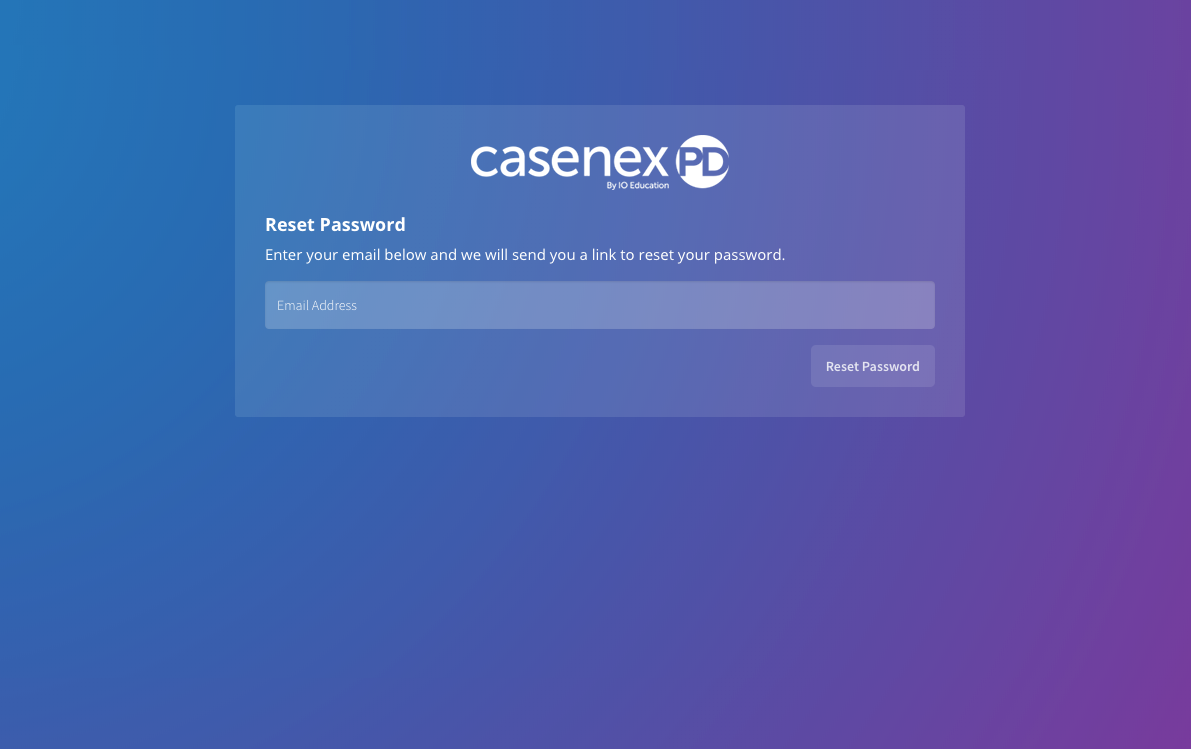 casenex PD
By IO Education
Reset Password
Enter your email below and we will send you a link to reset your password.
Email Address
Reset Password